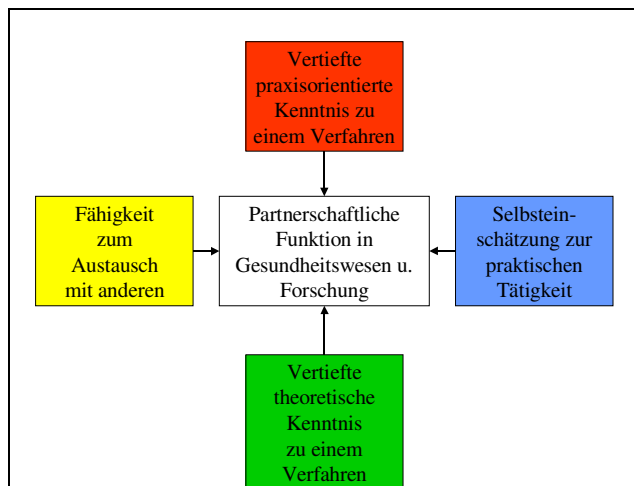 Vertiefte
praxisorientierte
Kenntnis zu
einem Verfahren
Fähigkeit
zum
Austausch
mit anderen
Partnerschaftliche
Funktion in
Gesundheitswesen u.
Forschung
Selbstein-
schätzung zur
praktischen
Tätigkeit
Vertiefte
theoretische
Kenntnis
zu einem
Verfahren